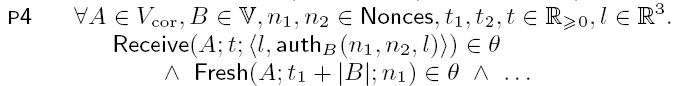 P4 ∀A ∈ V_cor, B ∈ 𝕍, n₁, n₂ ∈ Nonces, t₁, t₂, t ∈ ℝ⩾₀, l ∈ ℝ³.
Receive(A; t; ⟨l, auth_B(n₁, n₂, l)⟩) ∈ θ
∧ Fresh(A; t₁ + |B|; n₁) ∈ θ ∧ …